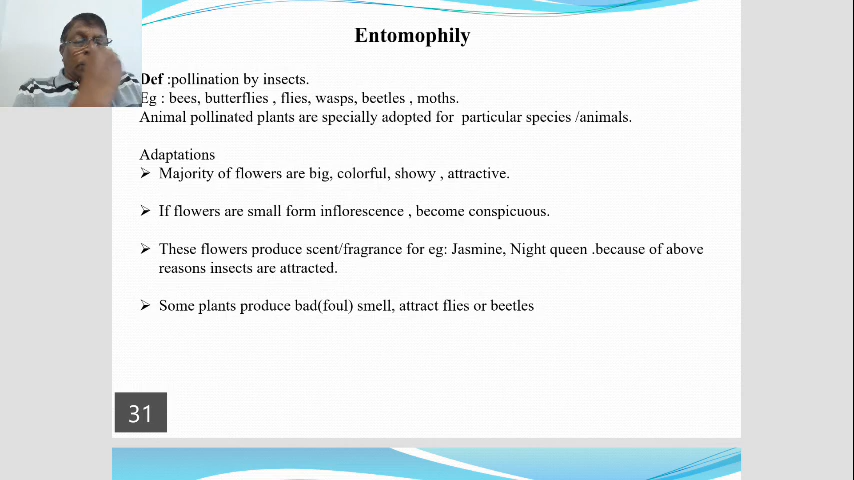 Entomophily
Def :pollination by insects.
Eg : bees, butterflies , flies, wasps, beetles , moths.
Animal pollinated plants are specially adopted for particular species /animals.
Adaptations
➢ Majority of flowers are big, colorful, showy , attractive.
➢ If flowers are small form inflorescence , become conspicuous.
➢ These flowers produce scent/fragrance for eg: Jasmine, Night queen .because of above
reasons insects are attracted.
➢ Some plants produce bad(foul) smell, attract flies or beetles
31